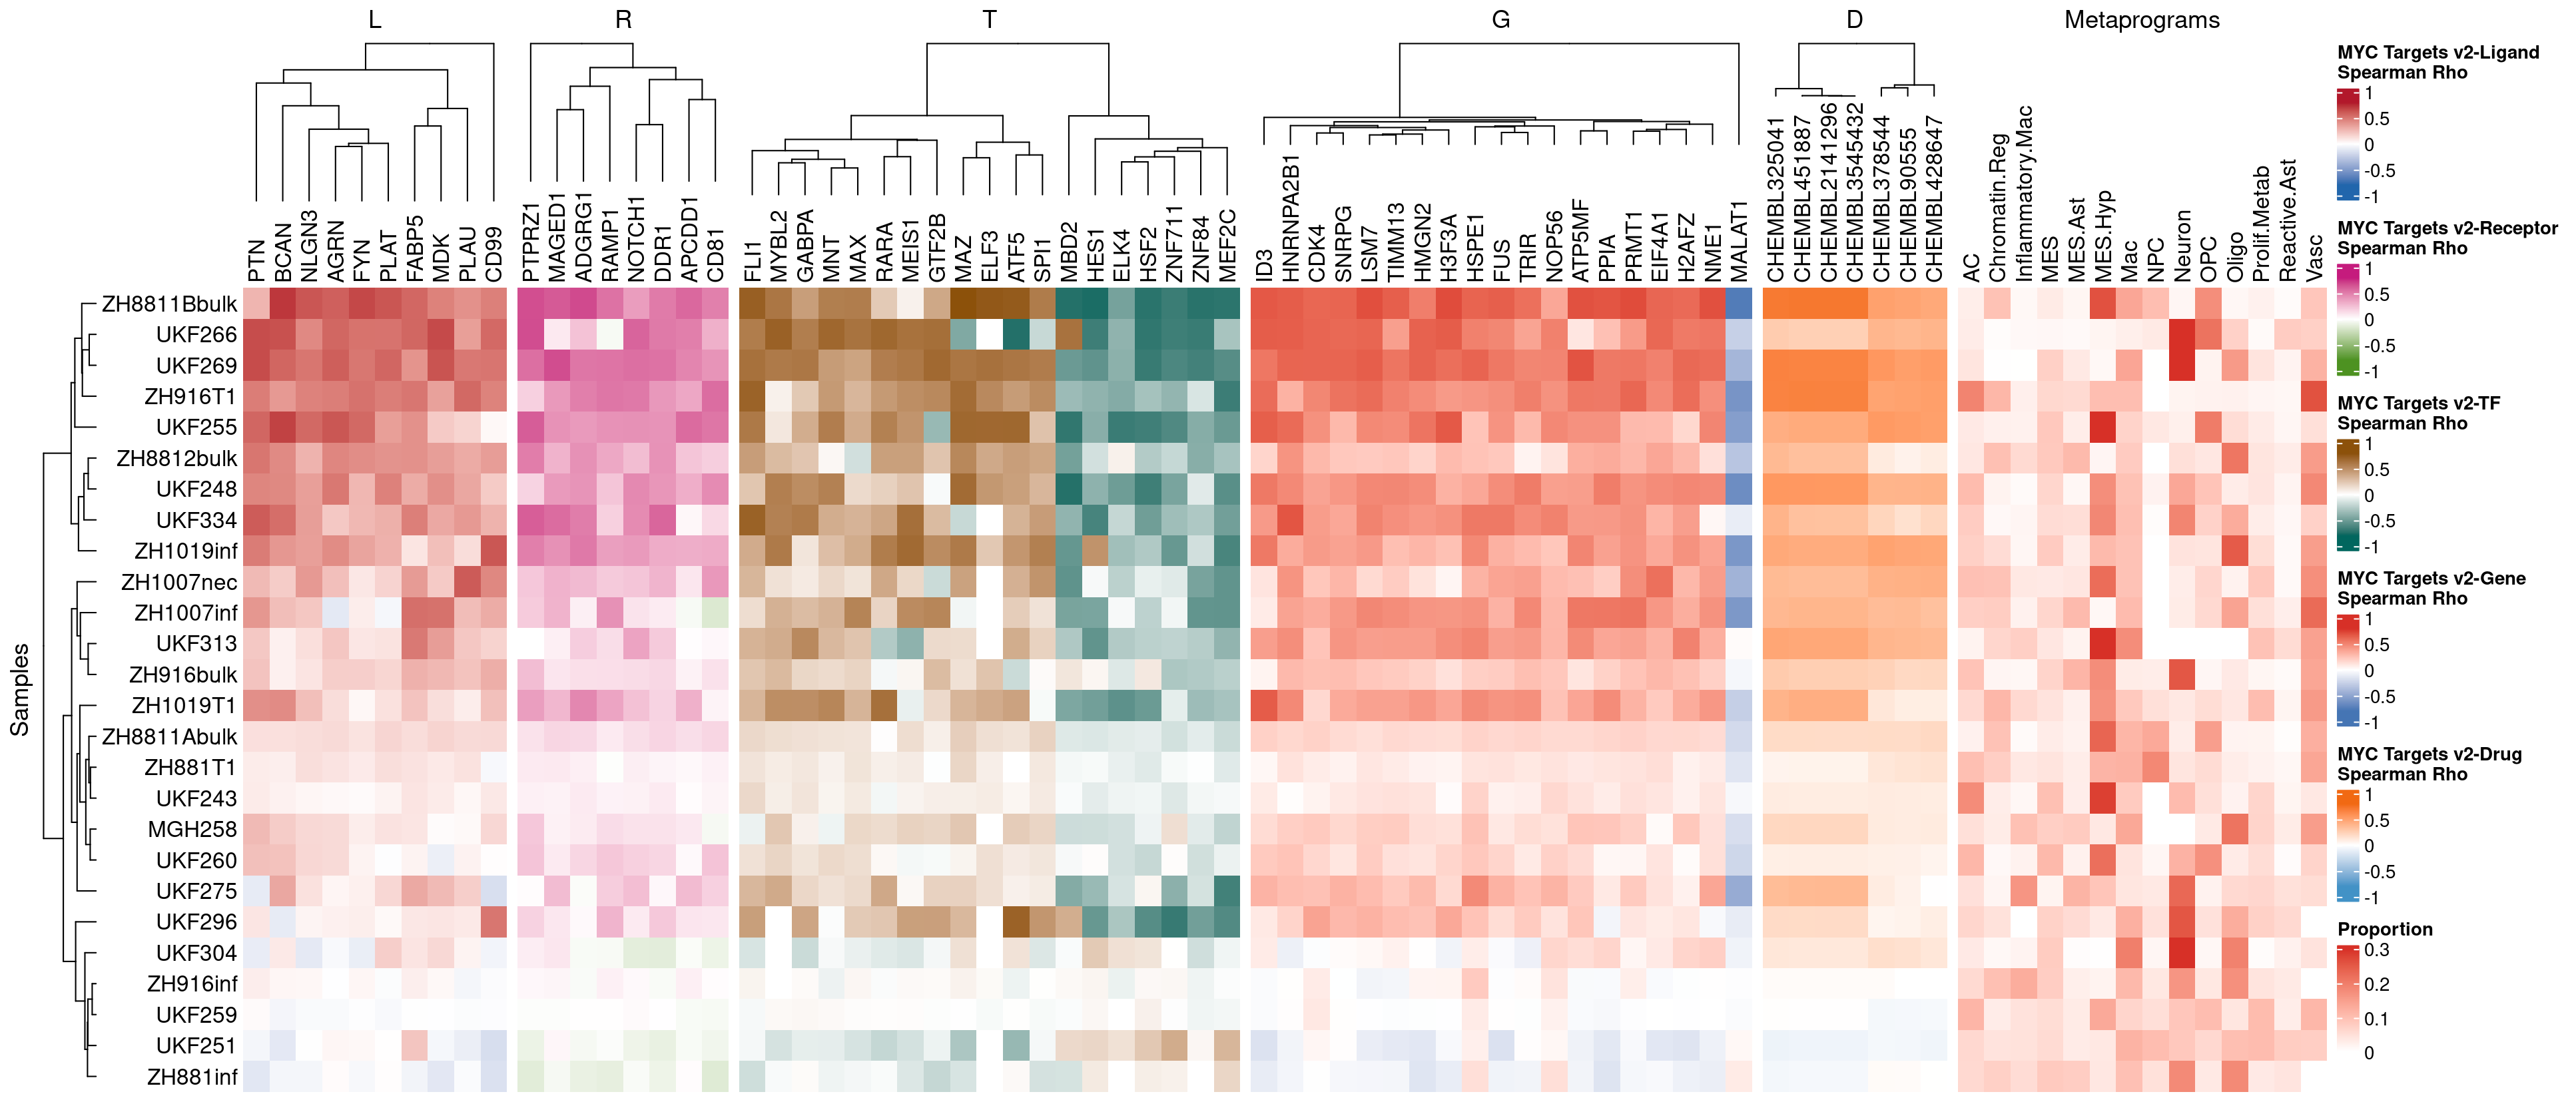 L
R
T
G
D
Metaprograms
PTN
BCAN
NLGN3
AGRN
FYN
PLAT
FABP5
MDK
PLAU
CD99
PTPRZ1
MAGED1
ADGRG1
RAMP1
NOTCH1
DDR1
APCDD1
CD81
FLI1
MYBL2
GABPA
MNT
MAX
RARA
MEIS1
GTF2B
MAZ
ELF3
ATF5
SPI1
MBD2
HES1
ELK4
HSF2
ZNF711
ZNF84
MEF2C
ID3
HNRNPA2B1
CDK4
SNRPG
LSM7
TIMM13
HMGN2
H3F3A
HSPE1
FUS
TRIR
NOP56
ATP5MF
PPIA
PRMT1
EIF4A1
H2AFZ
NME1
MALAT1
CHEMBL325041
CHEMBL451887
CHEMBL2141296
CHEMBL3545432
CHEMBL378544
CHEMBL90555
CHEMBL428647
AC
Chromatin.Reg
Inflammatory.Mac
MES
MES.Ast
MES.Hyp
Mac
NPC
Neuron
OPC
Oligo
Prolif.Metab
Reactive.Ast
Vasc
Samples
ZH8811Bbulk
UKF266
UKF269
ZH916T1
UKF255
ZH8812bulk
UKF248
UKF334
ZH1019inf
ZH1007nec
ZH1007inf
UKF313
ZH916bulk
ZH1019T1
ZH8811Abulk
ZH881T1
UKF243
MGH258
UKF260
UKF275
UKF296
UKF304
ZH916inf
UKF259
UKF251
ZH881inf
MYC Targets v2-Ligand
Spearman Rho
1
0.5
0
-0.5
-1
MYC Targets v2-Receptor
Spearman Rho
1
0.5
0
-0.5
-1
MYC Targets v2-TF
Spearman Rho
1
0.5
0
-0.5
-1
MYC Targets v2-Gene
Spearman Rho
1
0.5
0
-0.5
-1
MYC Targets v2-Drug
Spearman Rho
1
0.5
0
-0.5
-1
Proportion
0.3
0.2
0.1
0